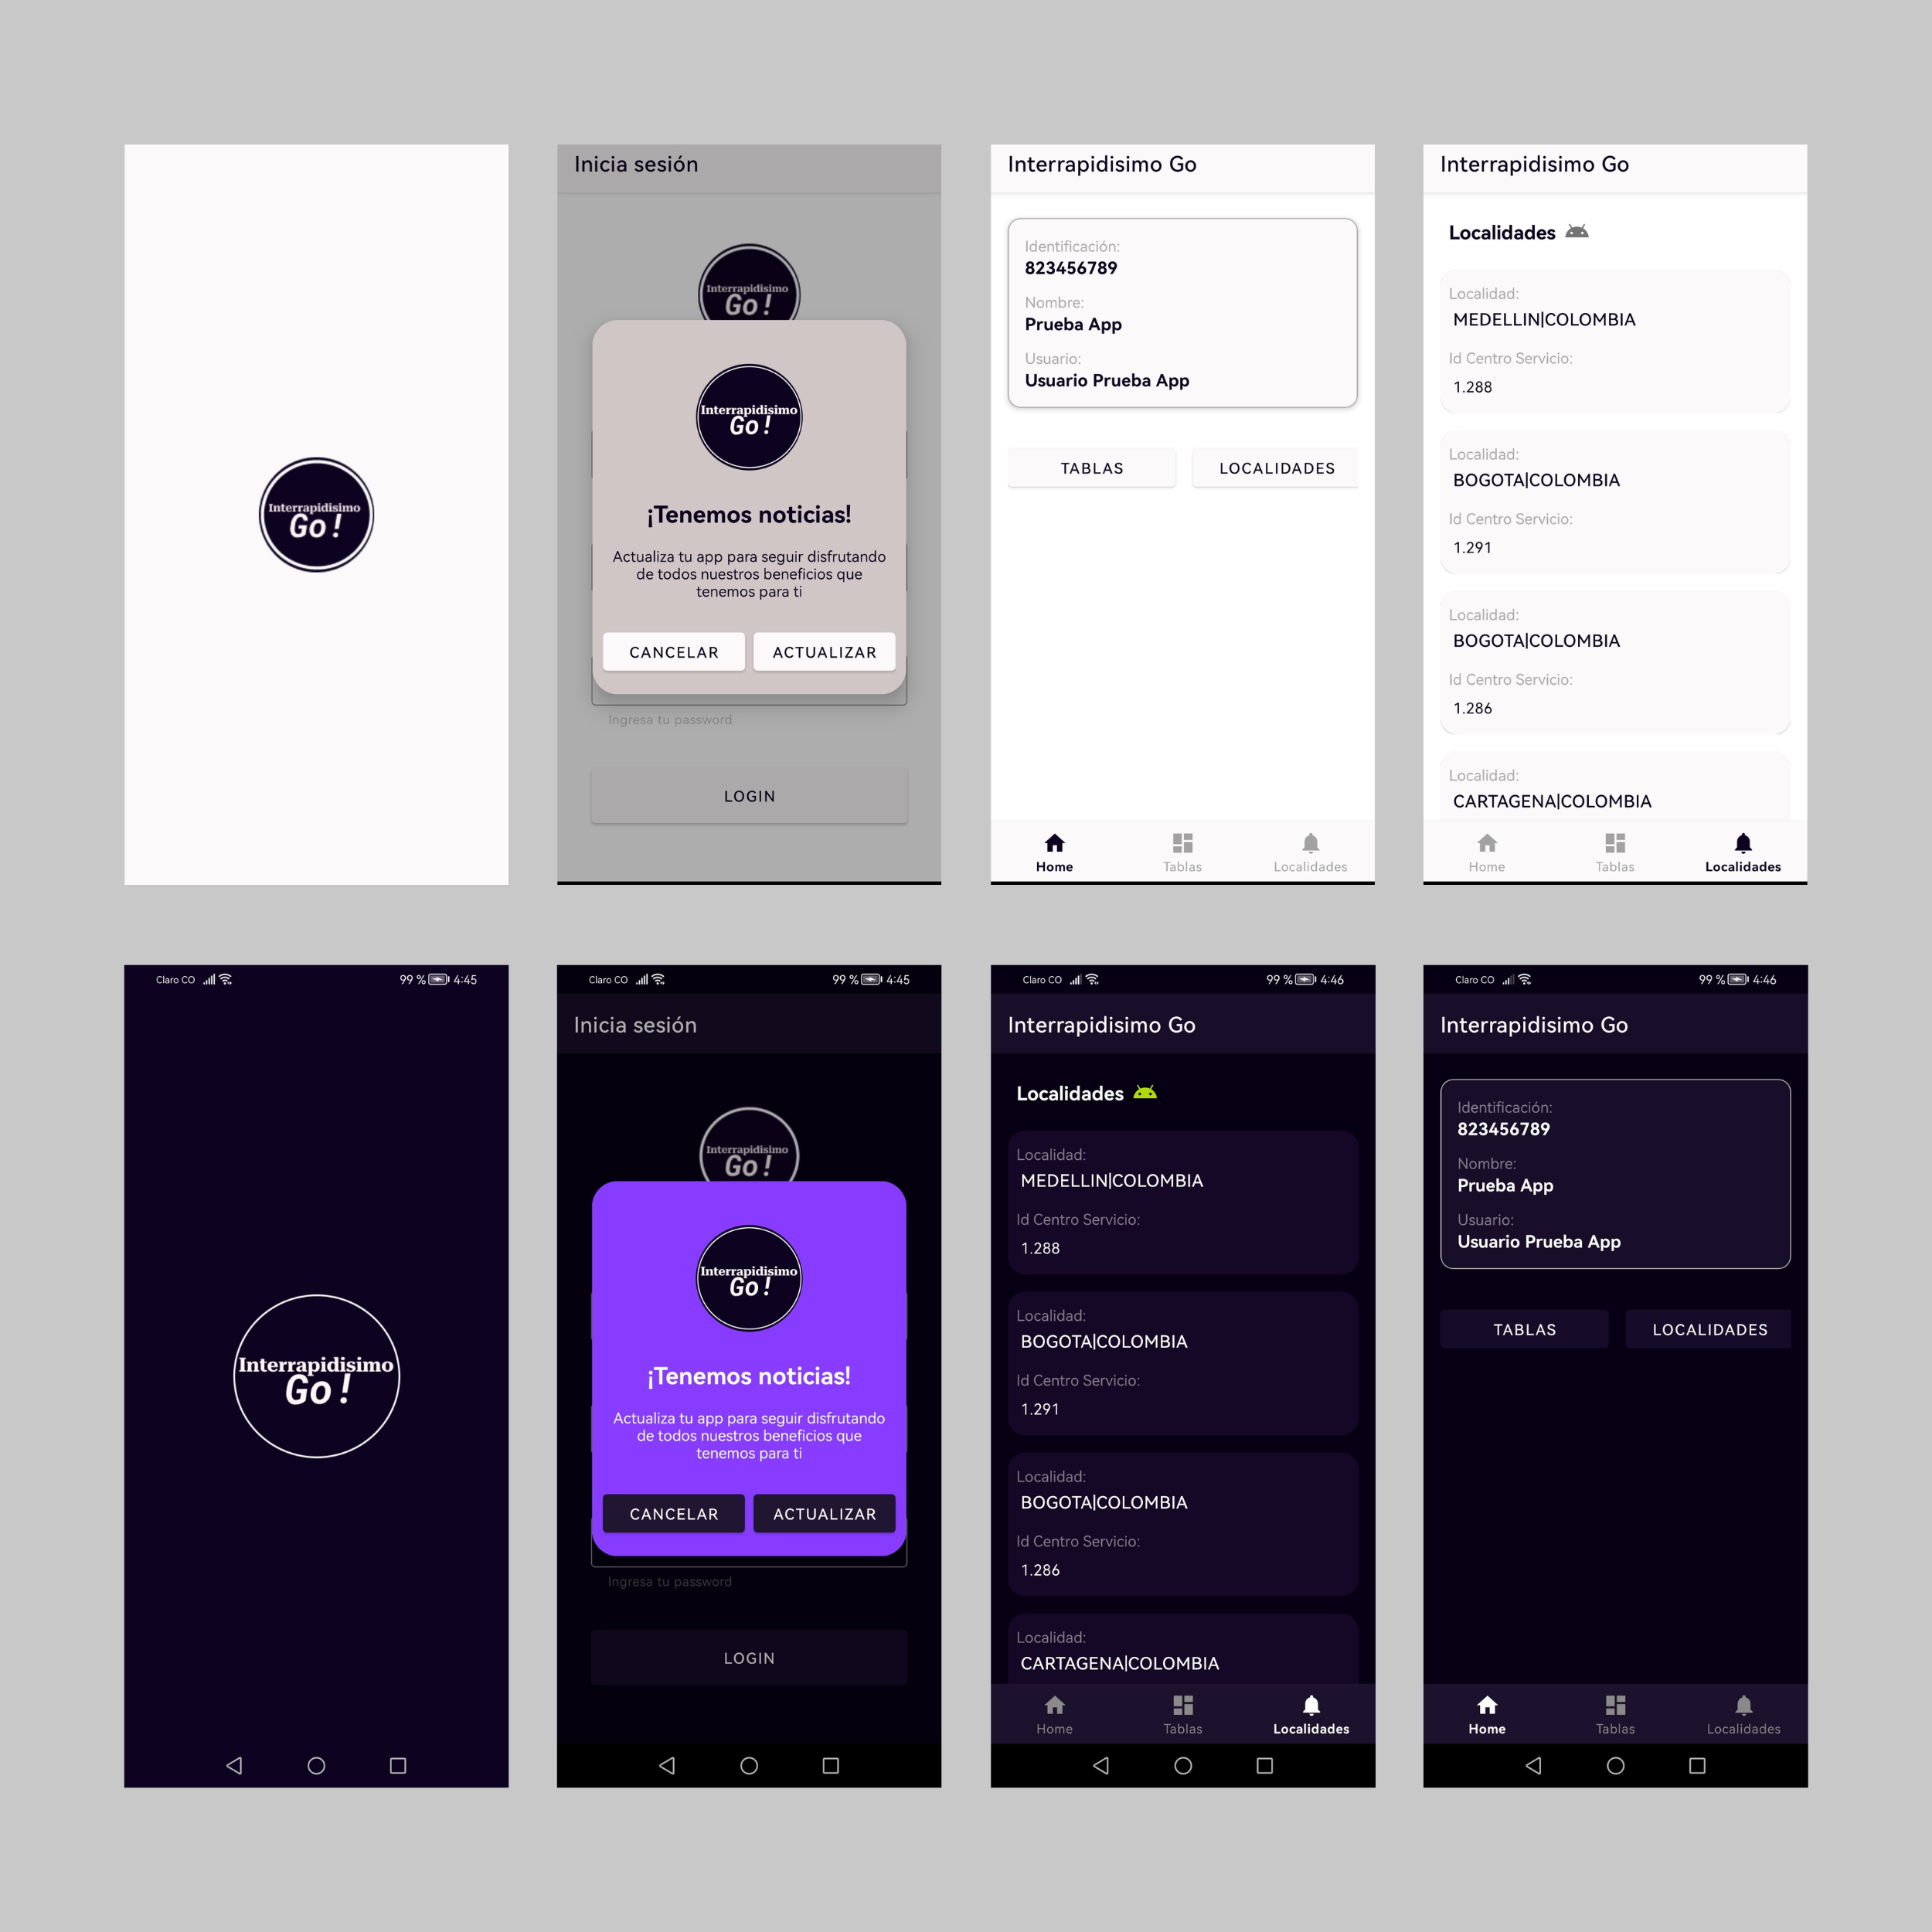 Interrapidisimo
Go !
Inicia sesión
Interrapidisimo
Go !
Interrapidisimo
Go !
¡Tenemos noticias!
Actualiza tu app para seguir disfrutando
de todos nuestros beneficios que
tenemos para ti
CANCELAR ACTUALIZAR
Ingresa tu password
LOGIN
Interrapidisimo Go
Identificación:
823456789
Nombre:
Prueba App
Usuario:
Usuario Prueba App
TABLAS LOCALIDADES
Home Tablas Localidades
Interrapidisimo Go
Localidades
Localidad:
MEDELLIN|COLOMBIA
Id Centro Servicio:
1.288
Localidad:
BOGOTA|COLOMBIA
Id Centro Servicio:
1.291
Localidad:
BOGOTA|COLOMBIA
Id Centro Servicio:
1.286
Localidad:
CARTAGENA|COLOMBIA
Home Tablas Localidades
Claro CO 99 % 4:45
Interrapidisimo
Go !
Claro CO 99 % 4:45
Inicia sesión
Interrapidisimo
Go !
Interrapidisimo
Go !
¡Tenemos noticias!
Actualiza tu app para seguir disfrutando
de todos nuestros beneficios que
tenemos para ti
CANCELAR ACTUALIZAR
Ingresa tu password
LOGIN
Claro CO 99 % 4:46
Interrapidisimo Go
Localidades
Localidad:
MEDELLIN|COLOMBIA
Id Centro Servicio:
1.288
Localidad:
BOGOTA|COLOMBIA
Id Centro Servicio:
1.291
Localidad:
BOGOTA|COLOMBIA
Id Centro Servicio:
1.286
Localidad:
CARTAGENA|COLOMBIA
Home Tablas Localidades
Claro CO 99 % 4:46
Interrapidisimo Go
Identificación:
823456789
Nombre:
Prueba App
Usuario:
Usuario Prueba App
TABLAS LOCALIDADES
Home Tablas Localidades